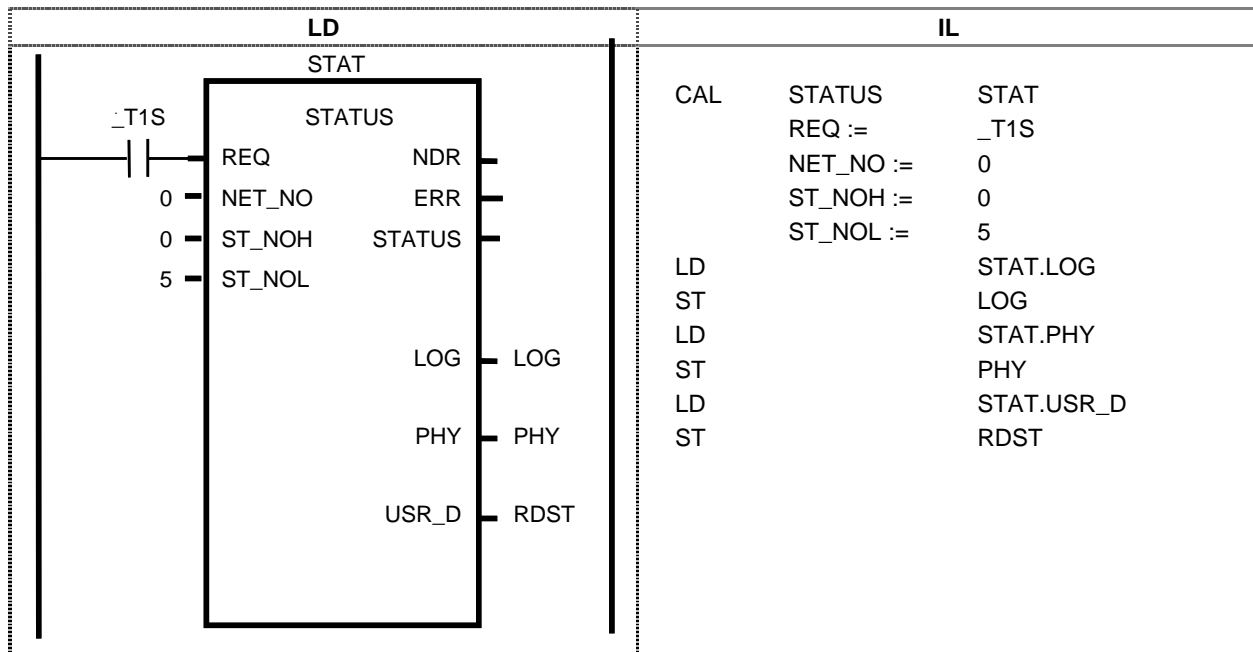 LD
IL
STAT
_T1S
STATUS
REQ NDR
0 NET_NO ERR
0 ST_NOH STATUS
5 ST_NOL
LOG LOG
PHY PHY
USR_D RDST
CAL STATUS STAT
REQ := _T1S
NET_NO := 0
ST_NOH := 0
ST_NOL := 5
LD STAT.LOG
ST LOG
LD STAT.PHY
ST PHY
LD STAT.USR_D
ST RDST